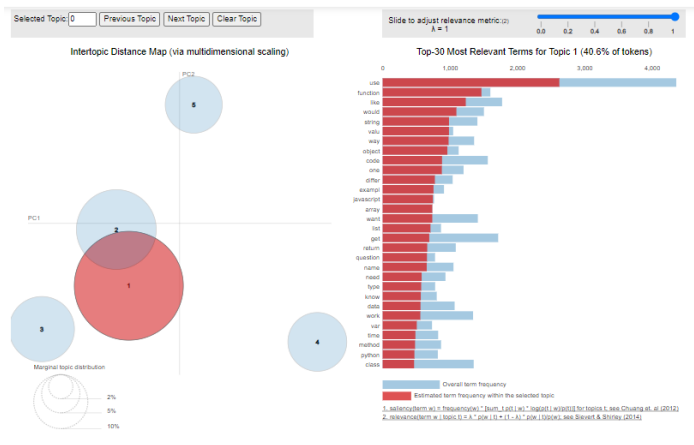 Selected Topic: 0 Previous Topic Next Topic Clear Topic
Slide to adjust relevance metric:(2)
λ = 1
0.0 0.2 0.4 0.6 0.8 1
Intertopic Distance Map (via multidimensional scaling)
PC2
PC1
5
2
1
3
4
Marginal topic distribution
2%
5%
10%
Top-30 Most Relevant Terms for Topic 1 (40.6% of tokens)
0 1,000 2,000 3,000 4,000
use
function
like
would
string
valu
way
object
code
one
differ
exampl
javascript
array
want
list
get
return
question
name
need
type
know
date
work
var
time
method
python
class
Overall term frequency
Estimated term frequency within the selected topic
1. saliency(term w) = frequency(w) * [sum_t p(t | w) * log(p(t | w)/p(t))] for topics t; see Chuang et. al (2012)
2. relevance(term w | topic t) = λ * p(w | t) + (1 - λ) * p(w | t)/p(w); see Sievert & Shirley (2014)